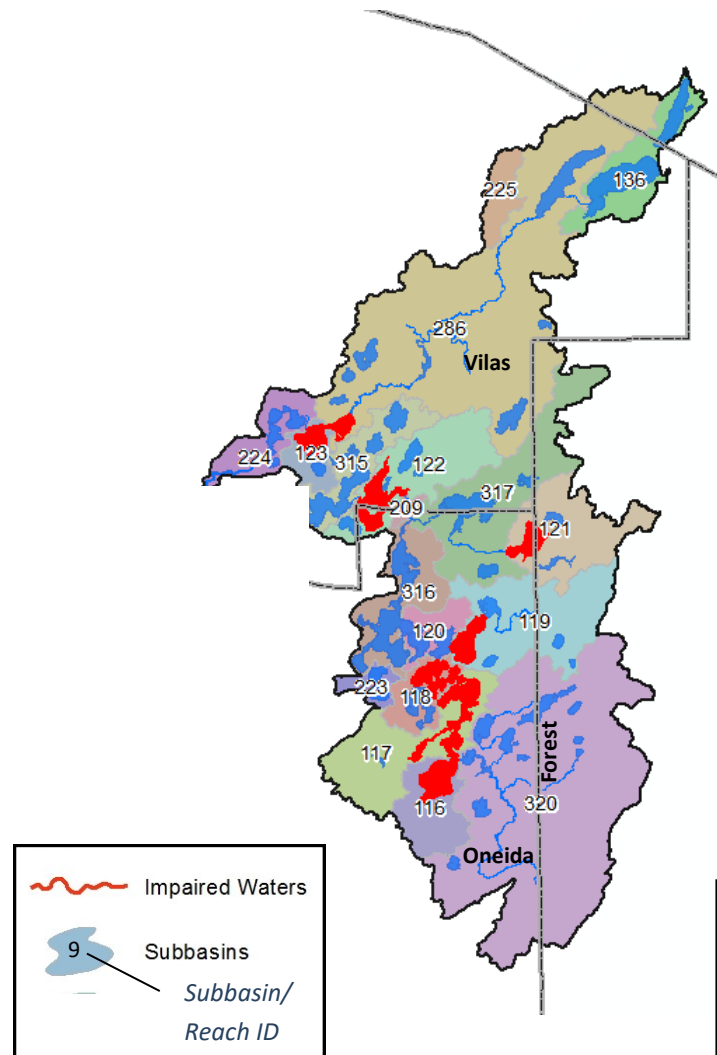 136
225
286
Vilas
123
224
315
122
317
209
121
316
119
120
223
118
117
Forest
116
320
Oneida
Impaired Waters
9
Subbasins
Subbasin/
Reach ID